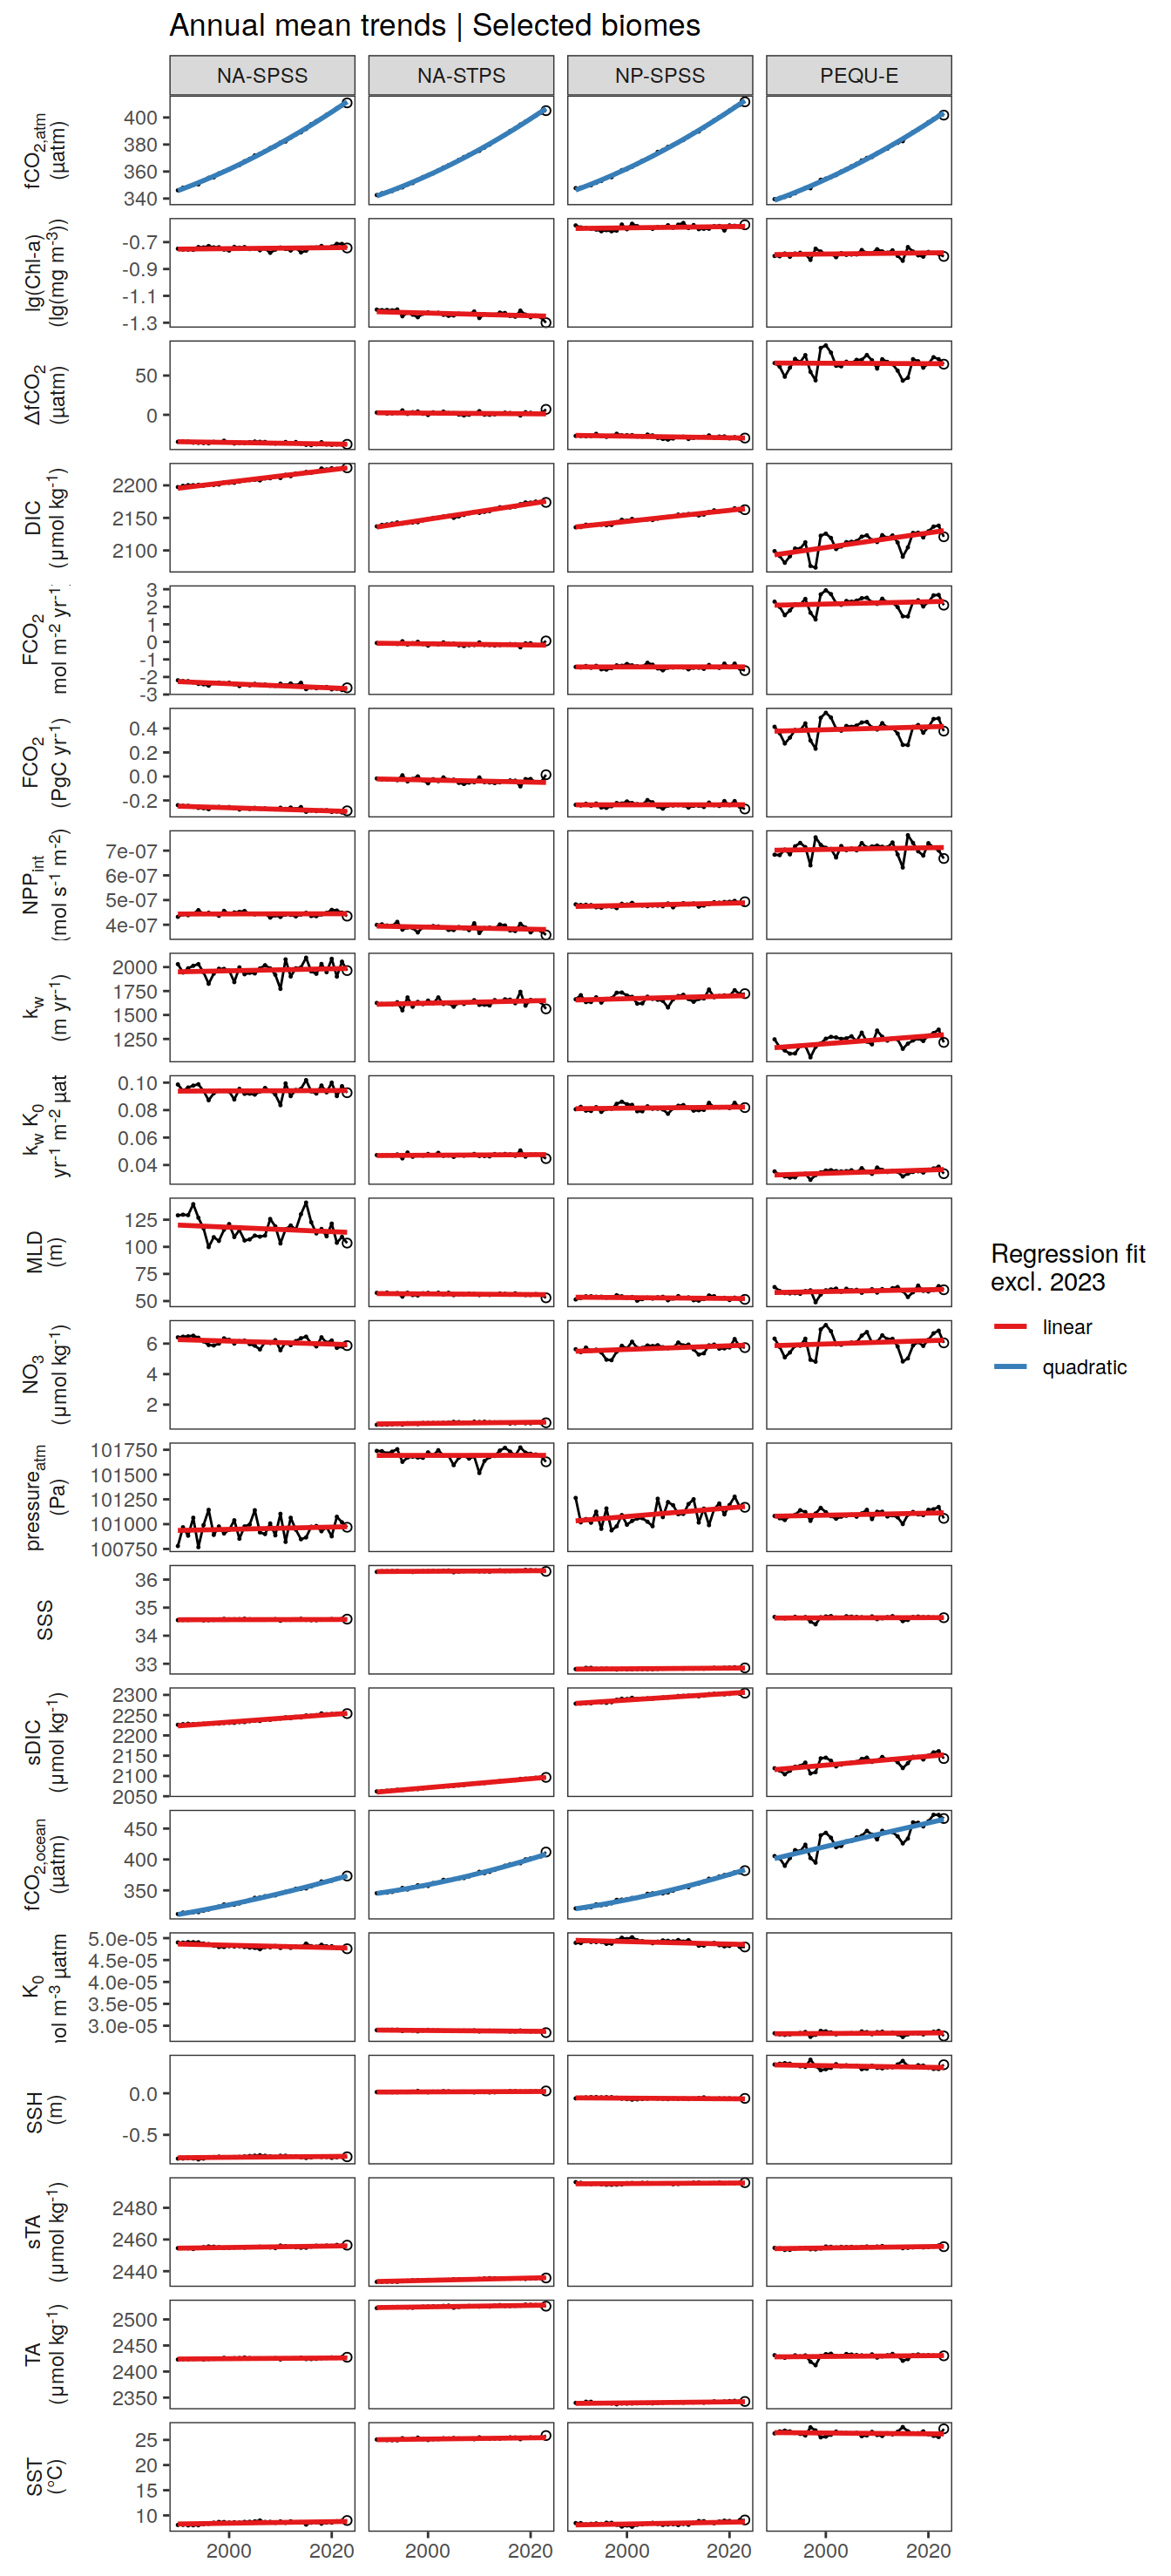 Annual mean trends | Selected biomes
NA-SPSS
NA-STPS
NP-SPSS
PEQU-E
fCO2,atm
(µatm)
400
380
360
340
lg(Chl-a)
(lg(mg m-3))
-0.7
-0.9
-1.1
-1.3
ΔfCO2
(µatm)
50
0
DIC
(µmol kg-1)
2200
2150
2100
FCO2
mol m-2 yr-1
3
2
1
0
-1
-2
-3
FCO2
(PgC yr-1)
0.4
0.2
0.0
-0.2
NPPint
(mol s-1 m-2)
7e-07
6e-07
5e-07
4e-07
kw
(m yr-1)
2000
1750
1500
1250
kw K0
yr-1 m-2 µat
0.10
0.08
0.06
0.04
MLD
(m)
125
100
75
50
NO3
(µmol kg-1)
6
4
2
pressureatm
(Pa)
101750
101500
101250
101000
100750
SSS
36
35
34
33
sDIC
(µmol kg-1)
2300
2250
2200
2150
2100
2050
fCO2,ocean
(µatm)
450
400
350
K0
ol m-3 µatm
5.0e-05
4.5e-05
4.0e-05
3.5e-05
3.0e-05
SSH
(m)
0.0
-0.5
sTA
(µmol kg-1)
2480
2460
2440
TA
(µmol kg-1)
2500
2450
2400
2350
SST
(°C)
25
20
15
10
2000 2020 2000 2020 2000 2020 2000 2020
Regression fit
excl. 2023
linear
quadratic